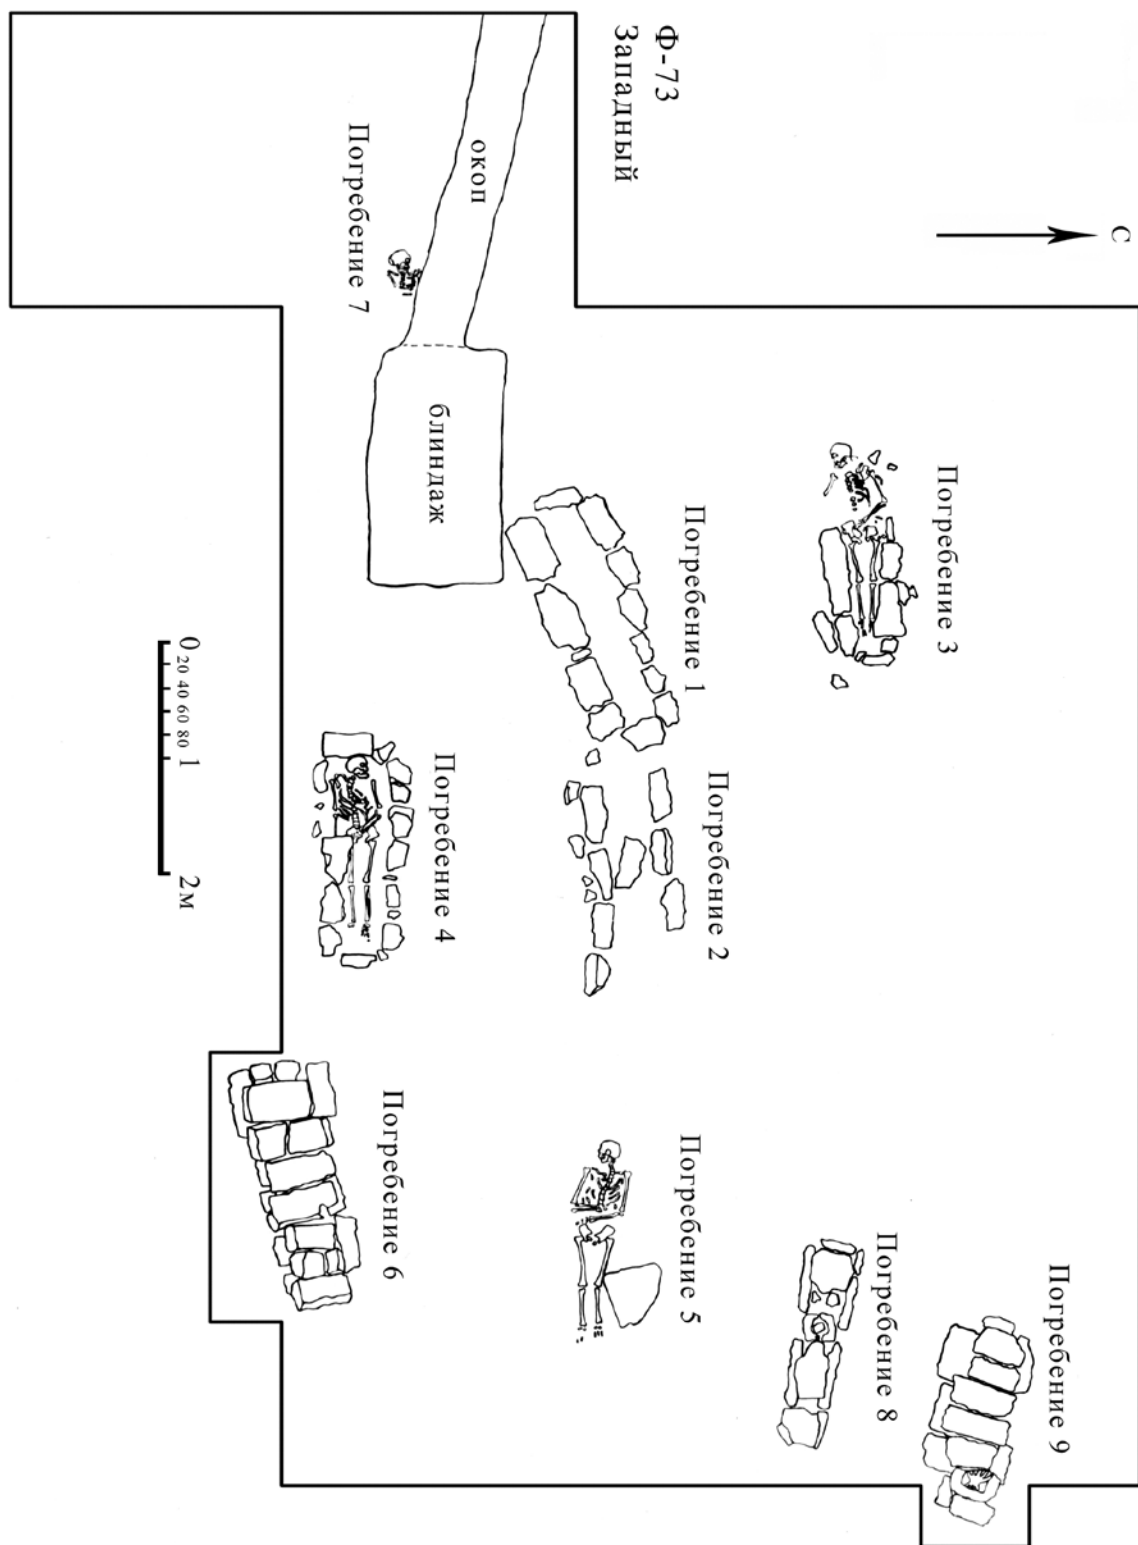 Ф-73
Западный
С
окоп
блиндаж
Погребение 7
Погребение 3
Погребение 1
Погребение 2
Погребение 4
Погребение 6
Погребение 5
Погребение 8
Погребение 9
0 20 40 60 80 1 2м